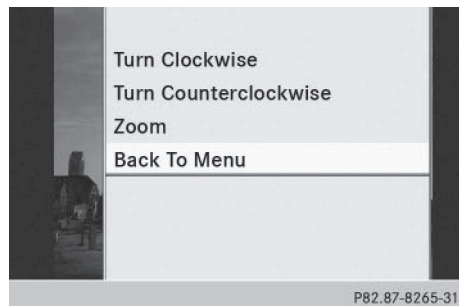 Turn Clockwise
Turn Counterclockwise
Zoom
Back To Menu
P82.87-8265-31